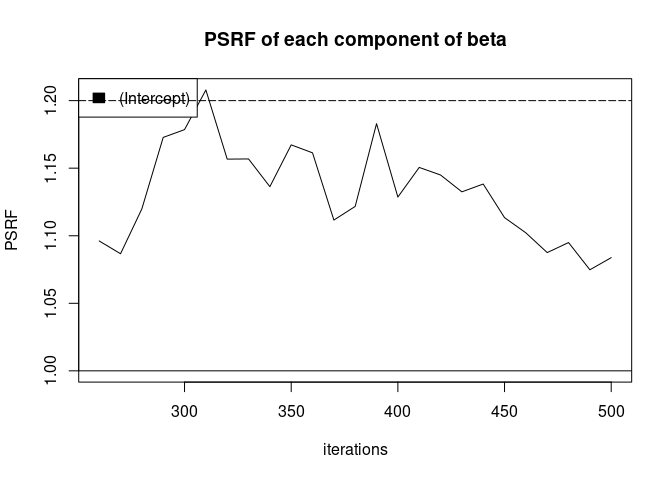 PSRF of each component of beta
(Intercept)
PSRF
1.20
1.15
1.10
1.05
1.00
300 350 400 450 500
iterations